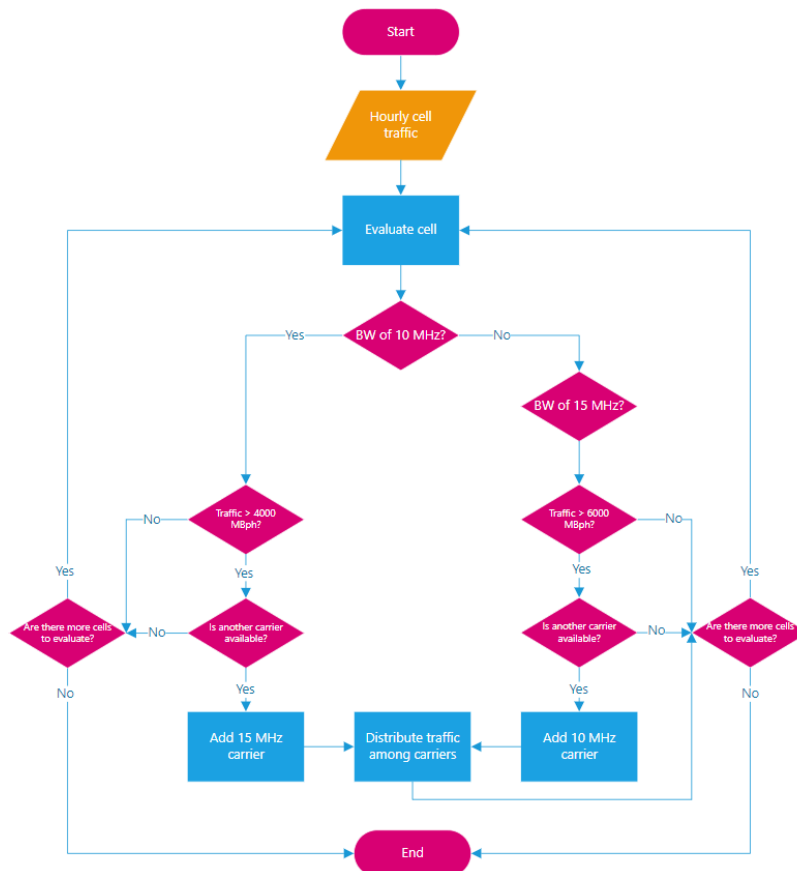 Start
Hourly cell
traffic
Evaluate cell
Yes
BW of 10 MHz?
No
BW of 15 MHz?
Traffic > 4000
MBph?
No
Yes
Traffic > 6000
MBph?
No
Yes
Yes
Yes
Are there more cells
to evaluate?
No
Is another carrier
available?
Is another carrier
available?
No
Are there more cells
to evaluate?
No
Yes
Yes
No
Add 15 MHz
carrier
Distribute traffic
among carriers
Add 10 MHz
carrier
End